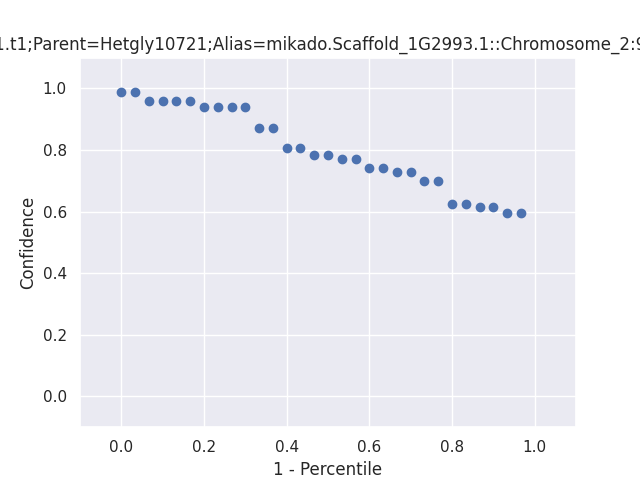 1.t1;Parent=Hetgly10721;Alias=mikado.Scaffold_1G2993.1::Chromosome_2:9
1.0
0.8
0.6
0.4
0.2
0.0
Confidence
0.0 0.2 0.4 0.6 0.8 1.0
1 - Percentile